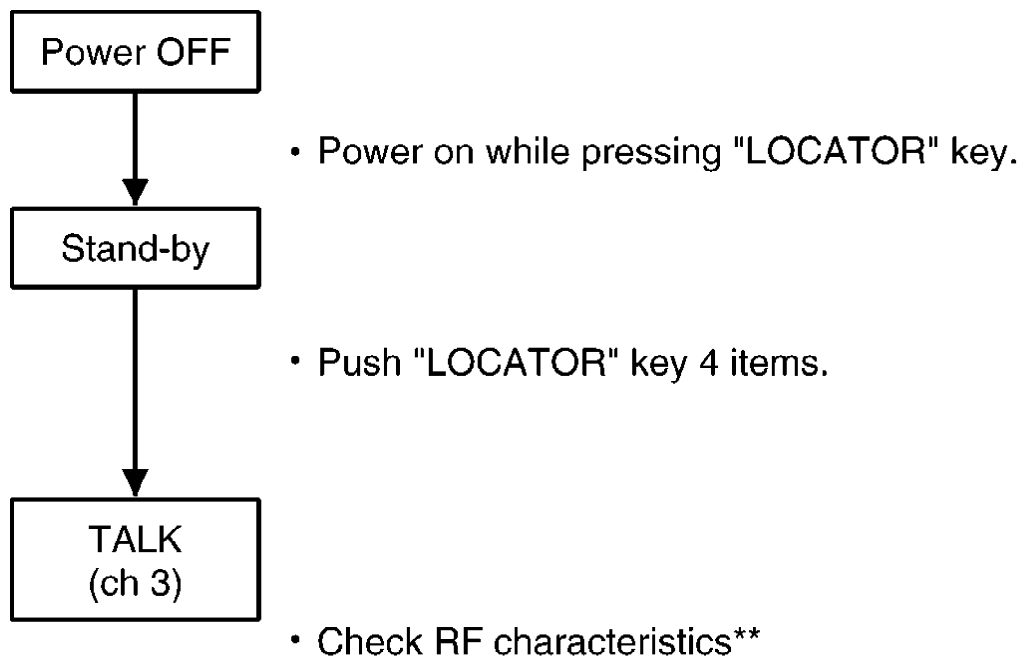 Power OFF
• Power on while pressing "LOCATOR" key.
Stand-by
• Push "LOCATOR" key 4 items.
TALK
(ch 3)
• Check RF characteristics**